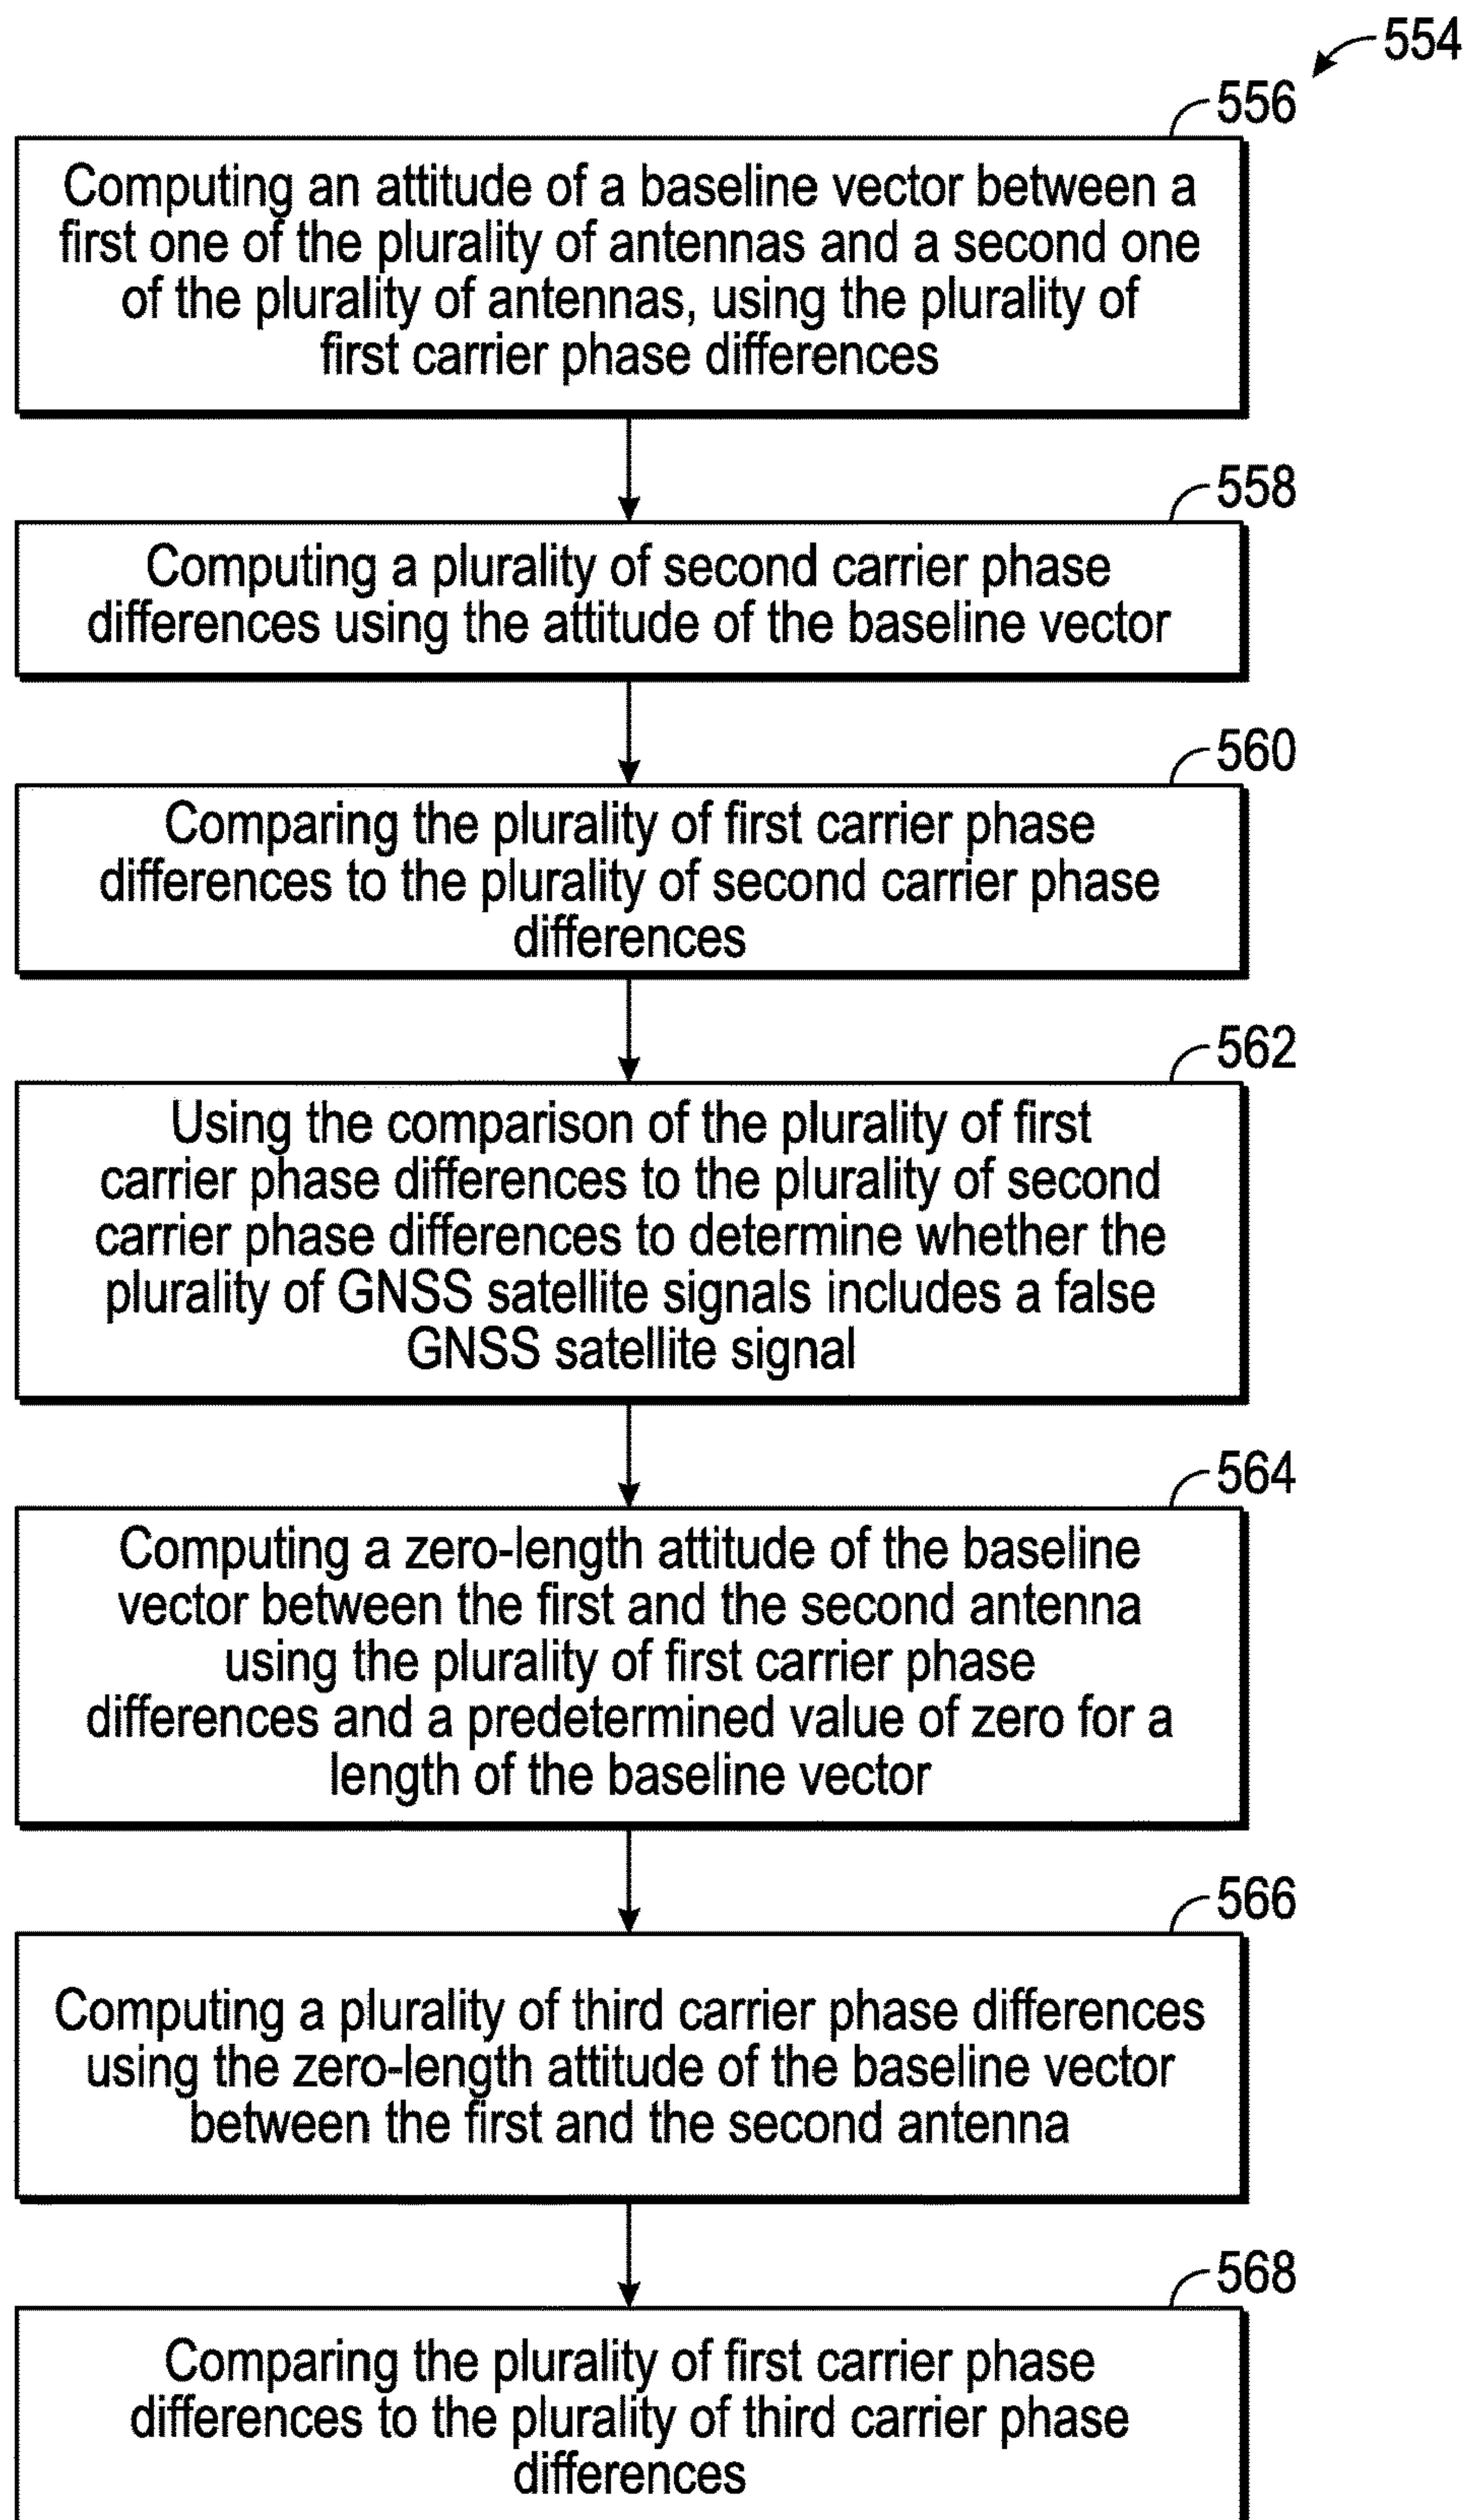 554
556
Computing an attitude of a baseline vector between a
first one of the plurality of antennas and a second one
of the plurality of antennas, using the plurality of
first carrier phase differences
558
Computing a plurality of second carrier phase
differences using the attitude of the baseline vector
560
Comparing the plurality of first carrier phase
differences to the plurality of second carrier phase
differences
562
Using the comparison of the plurality of first
carrier phase differences to the plurality of second
carrier phase differences to determine whether the
plurality of GNSS satellite signals includes a false
GNSS satellite signal
564
Computing a zero-length attitude of the baseline
vector between the first and the second antenna
using the plurality of first carrier phase
differences and a predetermined value of zero for a
length of the baseline vector
566
Computing a plurality of third carrier phase differences
using the zero-length attitude of the baseline vector
between the first and the second antenna
568
Comparing the plurality of first carrier phase
differences to the plurality of third carrier phase
differences